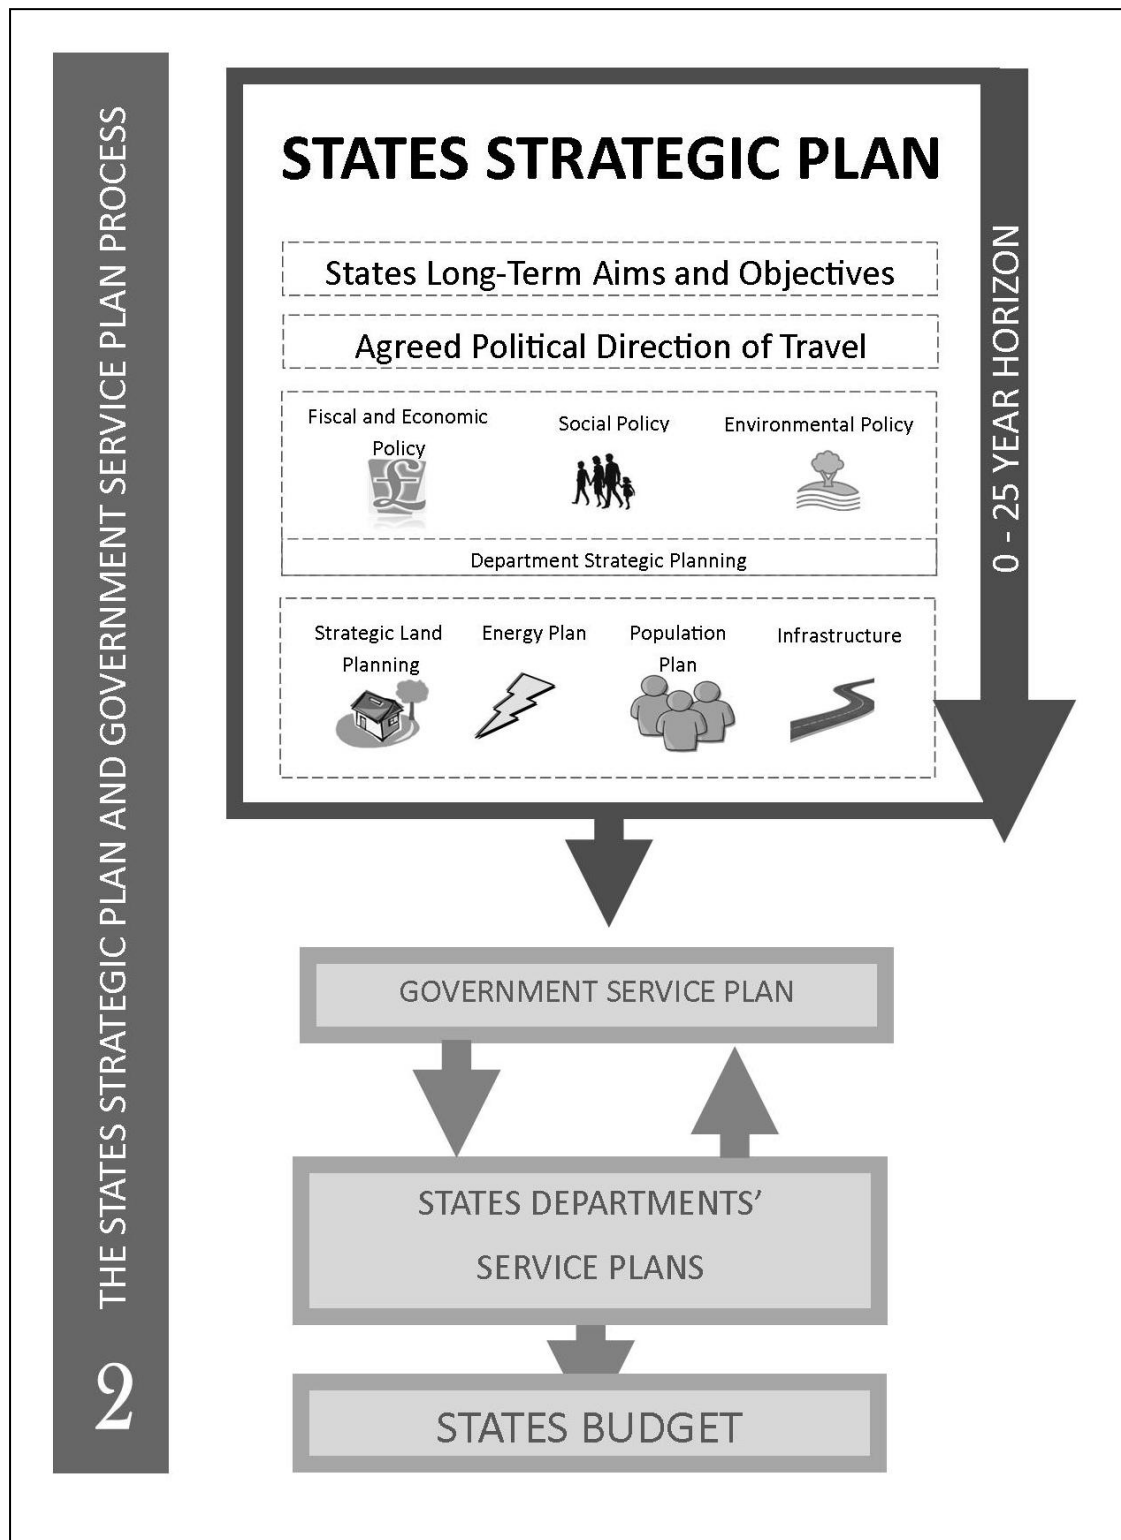 THE STATES STRATEGIC PLAN AND GOVERNMENT SERVICE PLAN PROCESS
2
STATES STRATEGIC PLAN
States Long-Term Aims and Objectives
Agreed Political Direction of Travel
Fiscal and Economic
Policy
£
Social Policy
Environmental Policy
Department Strategic Planning
Strategic Land
Planning
Energy Plan
Population
Plan
Infrastructure
0 - 25 YEAR HORIZON
GOVERNMENT SERVICE PLAN
STATES DEPARTMENTS’
SERVICE PLANS
STATES BUDGET